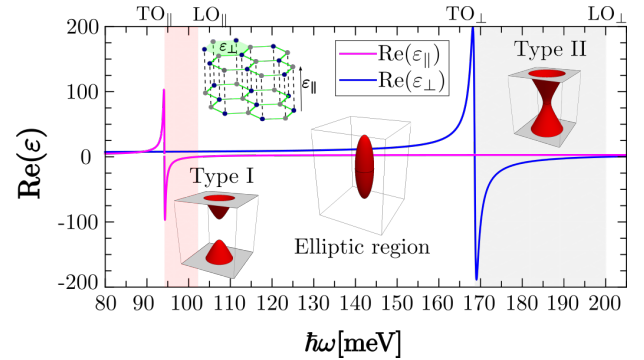 TO∥ LO∥ TO⊥ LO⊥
200
100
0
-100
-200
Re(ε)
ε⊥
ε∥
Re(ε∥)
Re(ε⊥)
Type II
Type I
Elliptic region
80 90 100 110 120 130 140 150 160 170 180 190 200
ħω[meV]